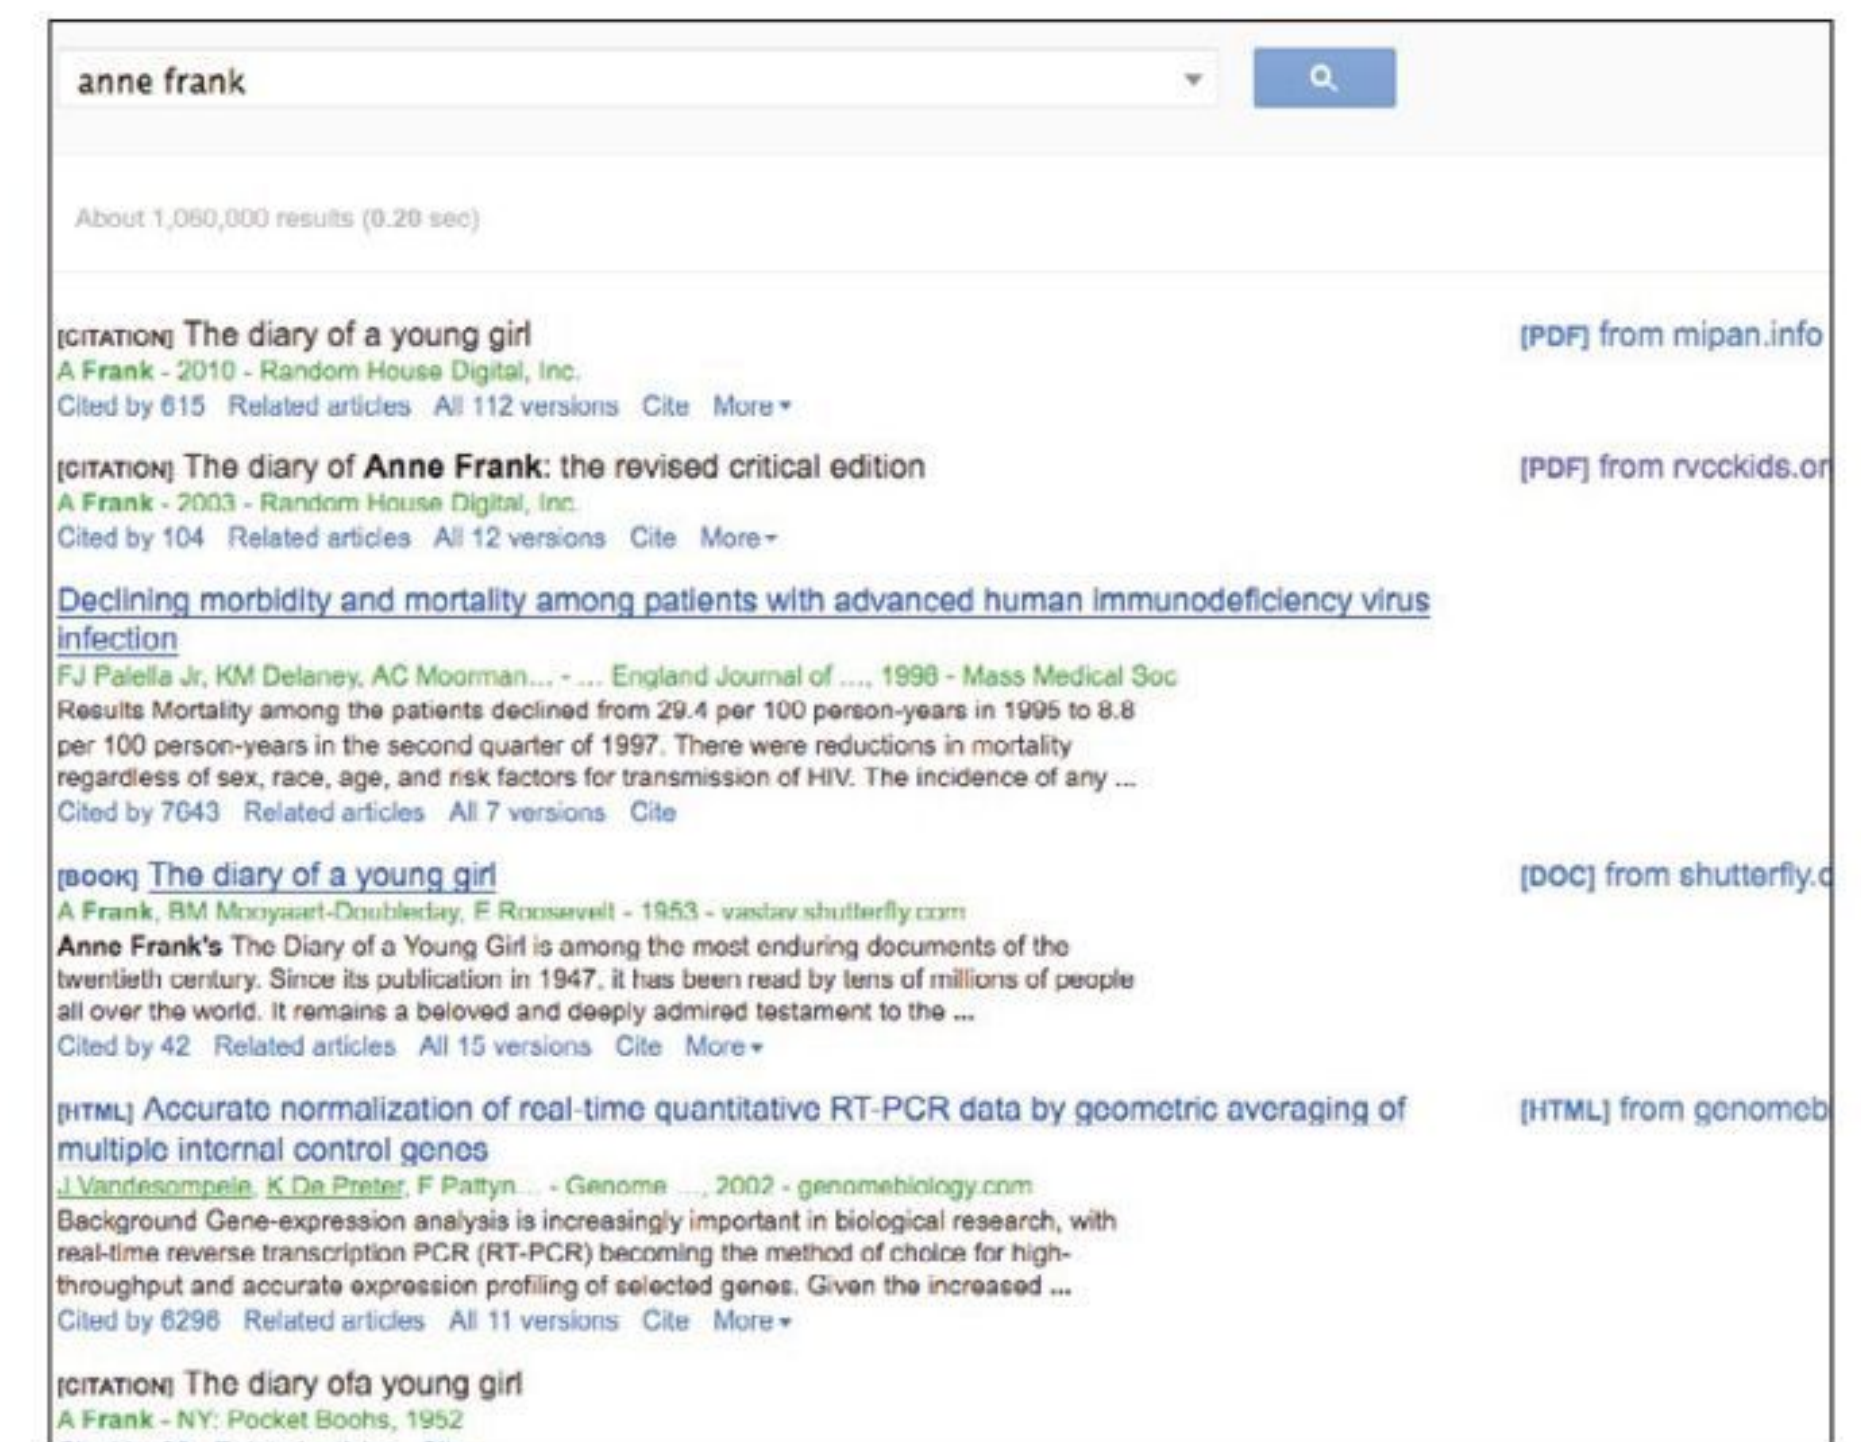 anne frank
About 1,060,000 results (0.20 sec)
[CITATION] The diary of a young girl
[PDF] from mipan.info
A Frank - 2010 - Random House Digital, Inc.
Cited by 615 Related articles All 112 versions Cite More
[CITATION] The diary of Anne Frank: the revised critical edition
[PDF] from rvcckids.or
A Frank - 2003 - Random House Digital, Inc.
Cited by 104 Related articles All 12 versions Cite More
Declining morbidity and mortality among patients with advanced human immunodeficiency virus
infection
FJ Palella Jr, KM Delaney, AC Moorman... - ... England Journal of ..., 1998 - Mass Medical Soc
Results Mortality among the patients declined from 29.4 per 100 person-years in 1995 to 8.8
per 100 person-years in the second quarter of 1997. There were reductions in mortality
regardless of sex, race, age, and risk factors for transmission of HIV. The incidence of any ...
Cited by 7643 Related articles All 7 versions Cite
[BOOK] The diary of a young girl
[DOC] from shutterfly.c
A Frank, BM Mooyaart-Doubleday, E Roosevelt - 1953 - vastav.shutterfly.com
Anne Frank's The Diary of a Young Girl is among the most enduring documents of the
twentieth century. Since its publication in 1947, it has been read by tens of millions of people
all over the world. It remains a beloved and deeply admired testament to the ...
Cited by 42 Related articles All 15 versions Cite More
[HTML] Accurate normalization of real-time quantitative RT-PCR data by geometric averaging of
[HTML] from genomeb
multiple internal control genes
J Vandesompele, K De Preter, F Pattyn... - Genome ..., 2002 - genomebiology.com
Background Gene-expression analysis is increasingly important in biological research, with
real-time reverse transcription PCR (RT-PCR) becoming the method of choice for high-
throughput and accurate expression profiling of selected genes. Given the increased ...
Cited by 6296 Related articles All 11 versions Cite More
[CITATION] The diary ofa young girl
A Frank - NY: Pocket Boohs, 1952